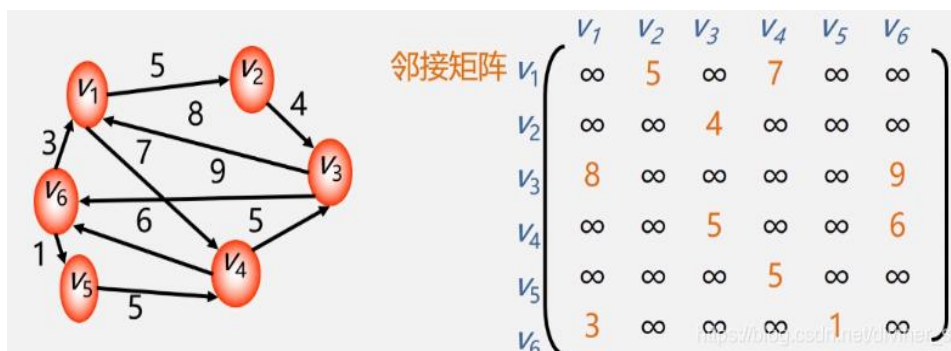 V1 V2 V3 V4 V5 V6
5
V1
V2
8
4
3
7
9
V3
V6
6
5
1
V4
V5
5
邻接矩阵
V1 ∞ 5 ∞ 7 ∞ ∞
V2 ∞ ∞ 4 ∞ ∞ ∞
V3 8 ∞ ∞ ∞ ∞ 9
V4 ∞ ∞ 5 ∞ ∞ 6
V5 ∞ ∞ ∞ 5 ∞ ∞
V6 3 ∞ ∞ ∞ 1 ∞